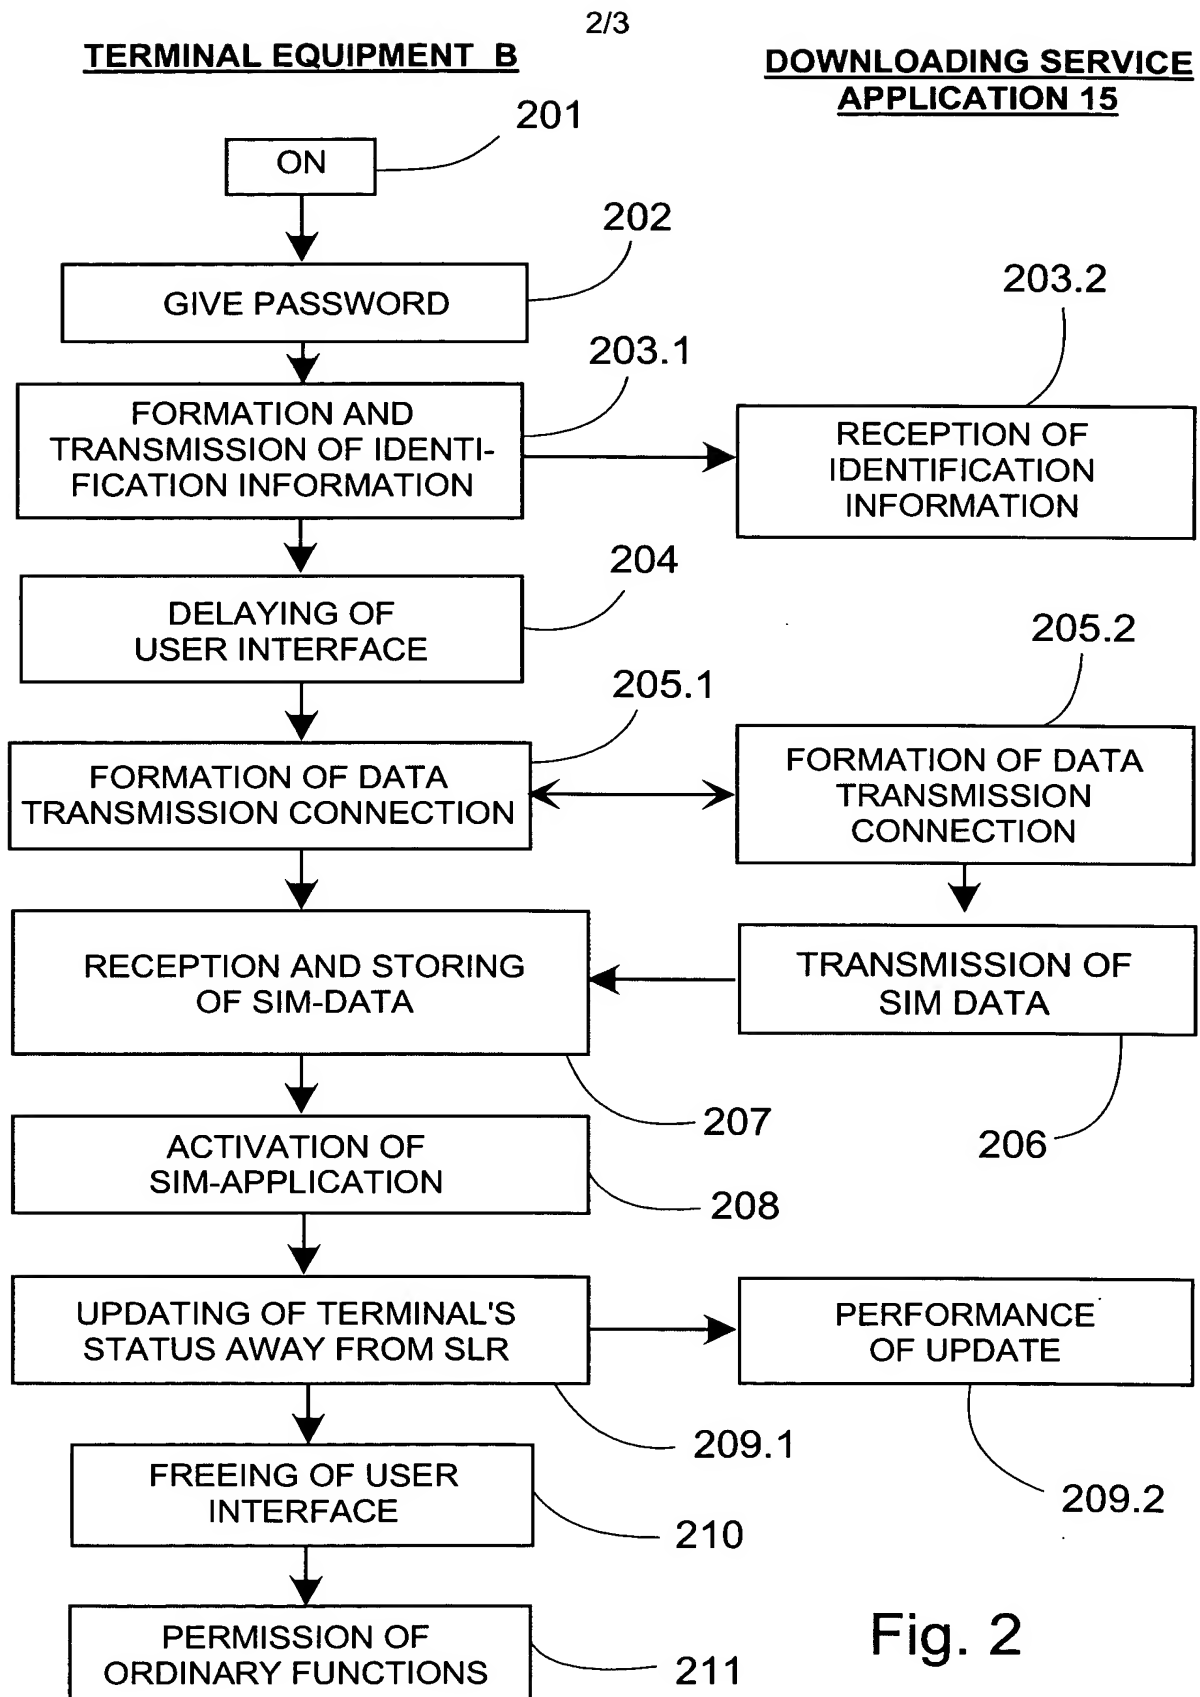 2/3
TERMINAL EQUIPMENT B
DOWNLOADING SERVICE
APPLICATION 15
201
ON
202
GIVE PASSWORD
203.1
203.2
FORMATION AND
TRANSMISSION OF IDENTI-
FICATION INFORMATION
RECEPTION OF
IDENTIFICATION
INFORMATION
204
DELAYING OF
USER INTERFACE
205.1
205.2
FORMATION OF DATA
TRANSMISSION CONNECTION
FORMATION OF DATA
TRANSMISSION
CONNECTION
RECEPTION AND STORING
OF SIM-DATA
TRANSMISSION OF
SIM DATA
207
206
ACTIVATION OF
SIM-APPLICATION
208
UPDATING OF TERMINAL'S
STATUS AWAY FROM SLR
PERFORMANCE
OF UPDATE
209.1
209.2
FREEING OF USER
INTERFACE
210
PERMISSION OF
ORDINARY FUNCTIONS
211
Fig. 2